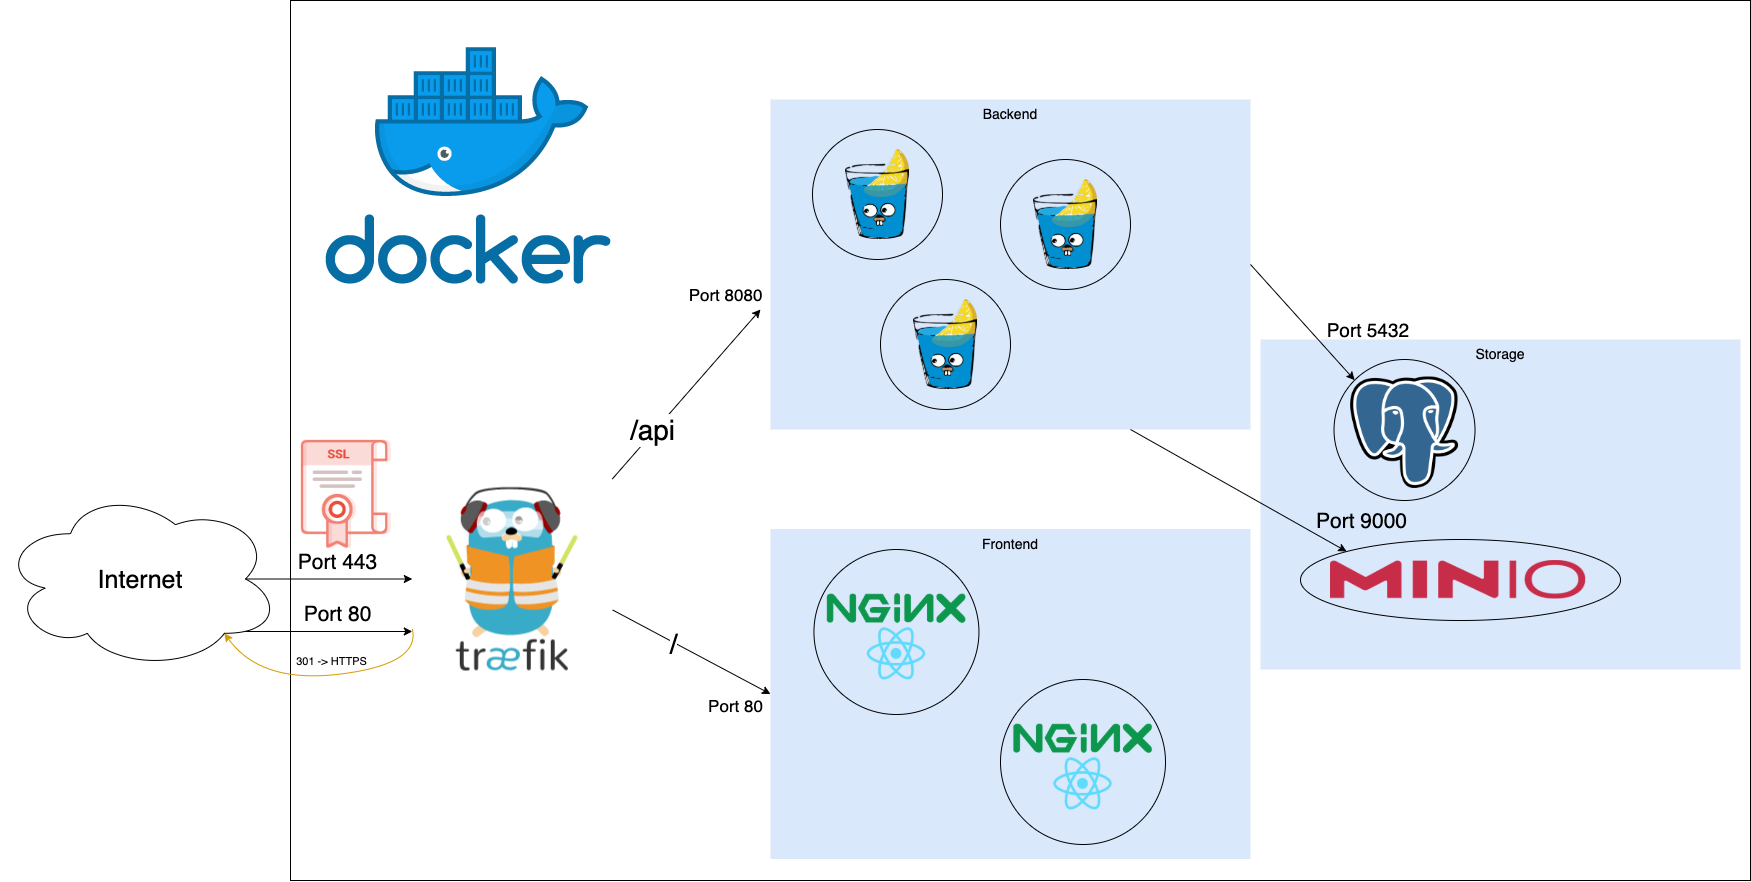 docker
Backend
Port 8080
/api
Port 5432
Storage
SSL
Port 443
Internet
Port 80
301 -> HTTPS
træfik
/
Port 80
Frontend
NGiNX
NGiNX
Port 9000
MINIO